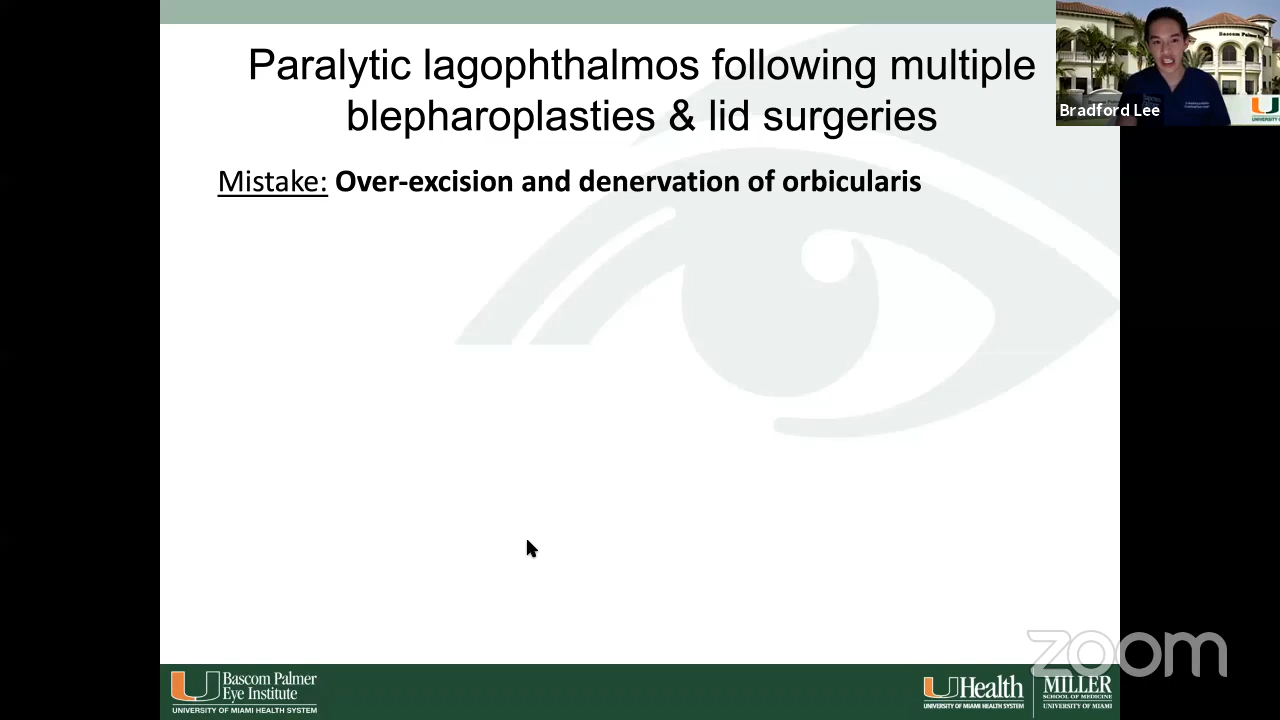 Paralytic lagophthalmos following multiple
blepharoplasties & lid surgeries
Mistake: Over-excision and denervation of orbicularis
Bradford Lee
Bascom Palmer
Eye Institute
UNIVERSITY OF MIAMI HEALTH SYSTEM
UHealth
UNIVERSITY OF MIAMI HEALTH SYSTEM
MILLER
SCHOOL OF MEDICINE
UNIVERSITY OF MIAMI
zoom